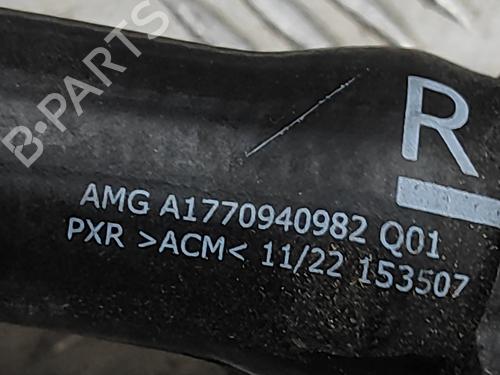 B-PARTS
R
AMG A1770940982 Q01
PXR >ACM< 11/22 153507